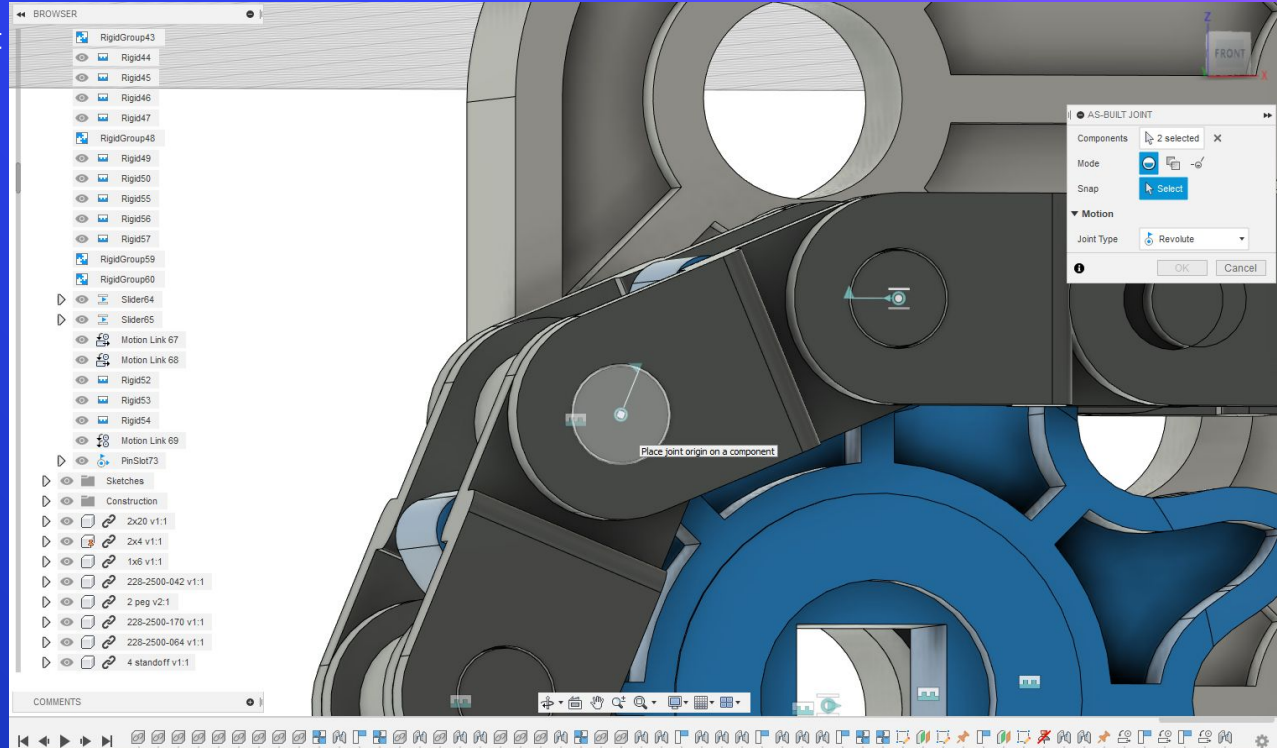 BROWSER
RigidGroup43
Rigid44
Rigid45
Rigid46
Rigid47
RigidGroup48
Rigid49
Rigid50
Rigid55
Rigid56
Rigid57
RigidGroup59
RigidGroup60
Slider64
Slider65
Motion Link 67
Motion Link 68
Rigid52
Rigid53
Rigid54
Motion Link 69
PinSlot73
Sketches
Construction
2x20 v1:1
2x4 v1:1
1x6 v1:1
228-2500-042 v1:1
2 peg v2:1
228-2500-170 v1:1
228-2500-064 v1:1
4 standoff v1:1
COMMENTS
Place joint origin on a component
Z
FRONT
X
AS-BUILT JOINT
Components 2 selected
Mode
Snap Select
Motion
Joint Type Revolute
OK Cancel